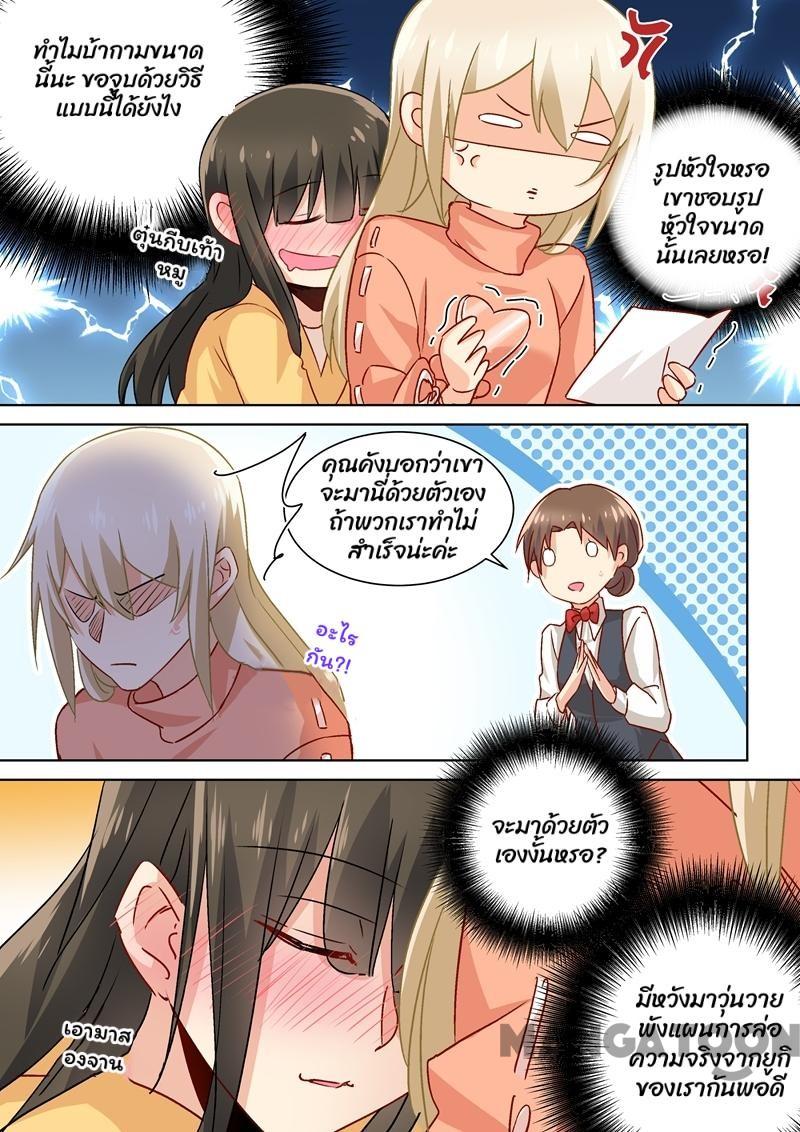 ทำไมบ้ากามขนาด
นี้นะ ขอจูบด้วยวิธี
แบบนี้ได้ยังไง
รูปหัวใจหรอ
เขาชอบรูป
หัวใจขนาด
นั้นเลยหรอ!
ตุ๋นกีบเท้า
หมู
คุณคังบอกว่าเขา
จะมานี่ด้วยตัวเอง
ถ้าพวกเราทำไม่
สำเร็จน่ะค่ะ
อะไร
กัน?!
จะมาด้วยตัว
เองงั้นหรอ?
มีหวังมาวุ่นวาย
พังแผนการล่อ
ความจริงจากยูกิ
ของเรากันพอดี
เอามาส
องจาน
MANGATOON